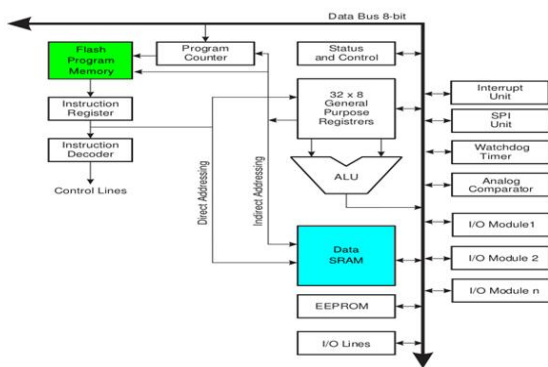 Data Bus 8-bit
Flash
Program
Memory
Program
Counter
Status
and Control
Instruction
Register
32 x 8
General
Purpose
Registrers
Interrupt
Unit
SPI
Unit
Instruction
Decoder
Watchdog
Timer
Control Lines
Direct Addressing
Indirect Addressing
ALU
Analog
Comparator
I/O Module1
Data
SRAM
I/O Module 2
I/O Module n
EEPROM
I/O Lines